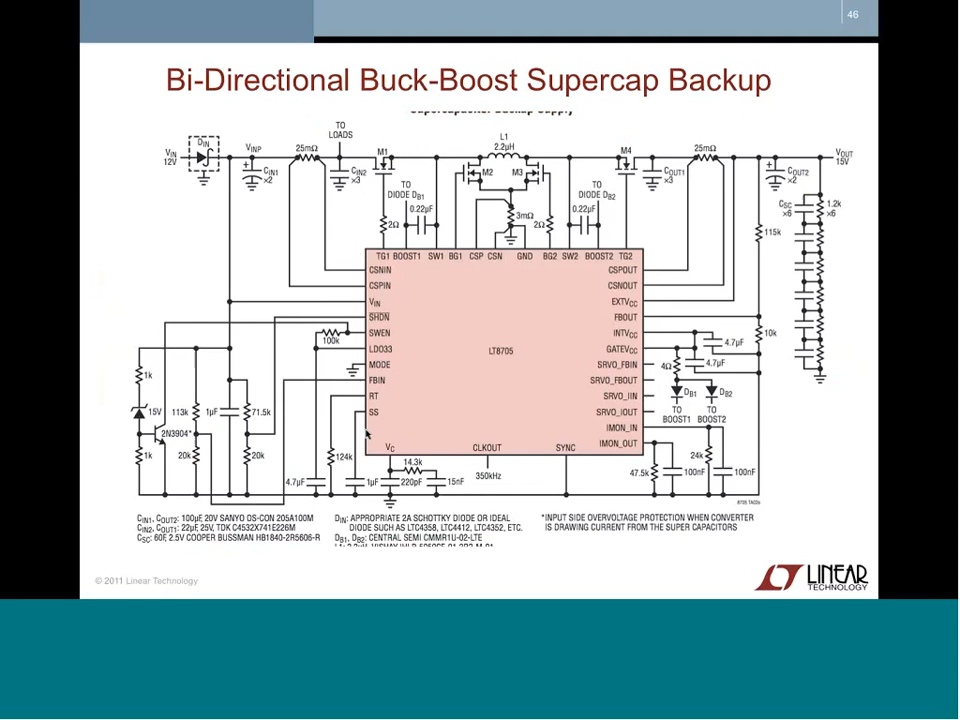 46
Bi-Directional Buck-Boost Supercap Backup
Supercapacitor Backup Supply
TO
LOADS
VIN
12V
DIN
VINP
CIN1
×2
25mΩ
CIN2
×3
M1
TO
DIODE DB1
0.22µF
2Ω
L1
2.2µH
M2
M3
3mΩ
2Ω
TO
DIODE DB2
0.22µF
M4
COUT1
×3
25mΩ
COUT2
×2
VOUT
15V
CSC
×6
1.2k
×6
115k
10k
TG1 BOOST1 SW1 BG1 CSP CSN GND BG2 SW2 BOOST2 TG2
CSNIN
CSPIN
VIN
SHDN
SWEN
LDO33
MODE
FBIN
RT
SS
LT8705
CSPOUT
CSNOUT
EXTVCC
FBOUT
INTVCC
GATEVCC
SRVO_FBIN
SRVO_FBOUT
SRVO_IIN
SRVO_IOUT
IMON_IN
IMON_OUT
VC
CLKOUT
SYNC
350kHz
100k
1k
15V
2N3904*
1k
113k
20k
1µF
71.5k
20k
4.7µF
124k
1µF
14.3k
220pF
15nF
4.7µF
4.7µF
4Ω
DB1
DB2
TO
BOOST1
TO
BOOST2
47.5k
100nF
24k
100nF
8705 TA02a
CIN1, COUT2: 100µF, 20V SANYO OS-CON 20SA100M
CIN2, COUT1: 22µF, 25V, TDK C4532X741E226M
CSC: 60F, 2.5V COOPER BUSSMAN HB1840-2R5606-R
DIN: APPROPRIATE 2A SCHOTTKY DIODE OR IDEAL
DIODE SUCH AS LTC4358, LTC4412, LTC4352, ETC.
DB1, DB2: CENTRAL SEMI CMMR1U-02-LTE
*INPUT SIDE OVERVOLTAGE PROTECTION WHEN CONVERTER
IS DRAWING CURRENT FROM THE SUPER CAPACITORS
© 2011 Linear Technology
LINEAR
TECHNOLOGY